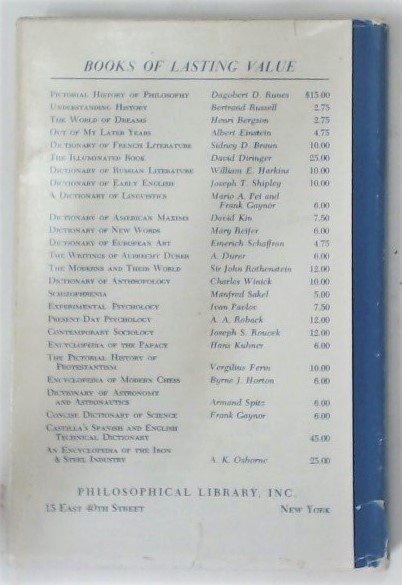 BOOKS OF LASTING VALUE
PICTORIAL HISTORY OF PHILOSOPHY Dagobert D. Runes $15.00
UNDERSTANDING HISTORY Bertrand Russell 2.75
THE WORLD OF DREAMS Henri Bergson 2.75
OUT OF MY LATER YEARS Albert Einstein 4.75
DICTIONARY OF FRENCH LITERATURE Sidney D. Braun 10.00
THE ILLUMINATED BOOK David Diringer 25.00
DICTIONARY OF RUSSIAN LITERATURE William E. Harkins 10.00
DICTIONARY OF EARLY ENGLISH Joseph T. Shipley 10.00
A DICTIONARY OF LINGUISTICS Mario A. Pei and
Frank Gaynor 6.00
DICTIONARY OF AMERICAN MAXIMS David Kin 7.50
DICTIONARY OF NEW WORDS Mary Reifer 6.00
DICTIONARY OF EUROPEAN ART Emerich Schaffran 4.75
THE WRITINGS OF ALBRECHT DURER A. Durer 6.00
THE MODERNS AND THEIR WORLD Sir John Rothenstein 12.00
DICTIONARY OF ANTHROPOLOGY Charles Winick 10.00
SCHIZOPHRENIA Manfred Sakel 5.00
EXPERIMENTAL PSYCHOLOGY Ivan Pavlov 7.50
PRESENT-DAY PSYCHOLOGY A. A. Roback 12.00
CONTEMPORARY SOCIOLOGY Joseph S. Roucek 12.00
ENCYCLOPEDIA OF THE PAPACY Hans Kuhner 6.00
THE PICTORIAL HISTORY OF
PROTESTANTISM Vergilius Ferm 10.00
ENCYCLOPEDIA OF MODERN CHESS Byrne J. Horton 6.00
DICTIONARY OF ASTRONOMY
AND ASTRONAUTICS Armand Spitz 6.00
CONCISE DICTIONARY OF SCIENCE Frank Gaynor 6.00
CASTILLA'S SPANISH AND ENGLISH
TECHNICAL DICTIONARY 45.00
AN ENCYCLOPEDIA OF THE IRON
& STEEL INDUSTRY A. K. Osborne 25.00
PHILOSOPHICAL LIBRARY, INC.
15 EAST 40TH STREET NEW YORK